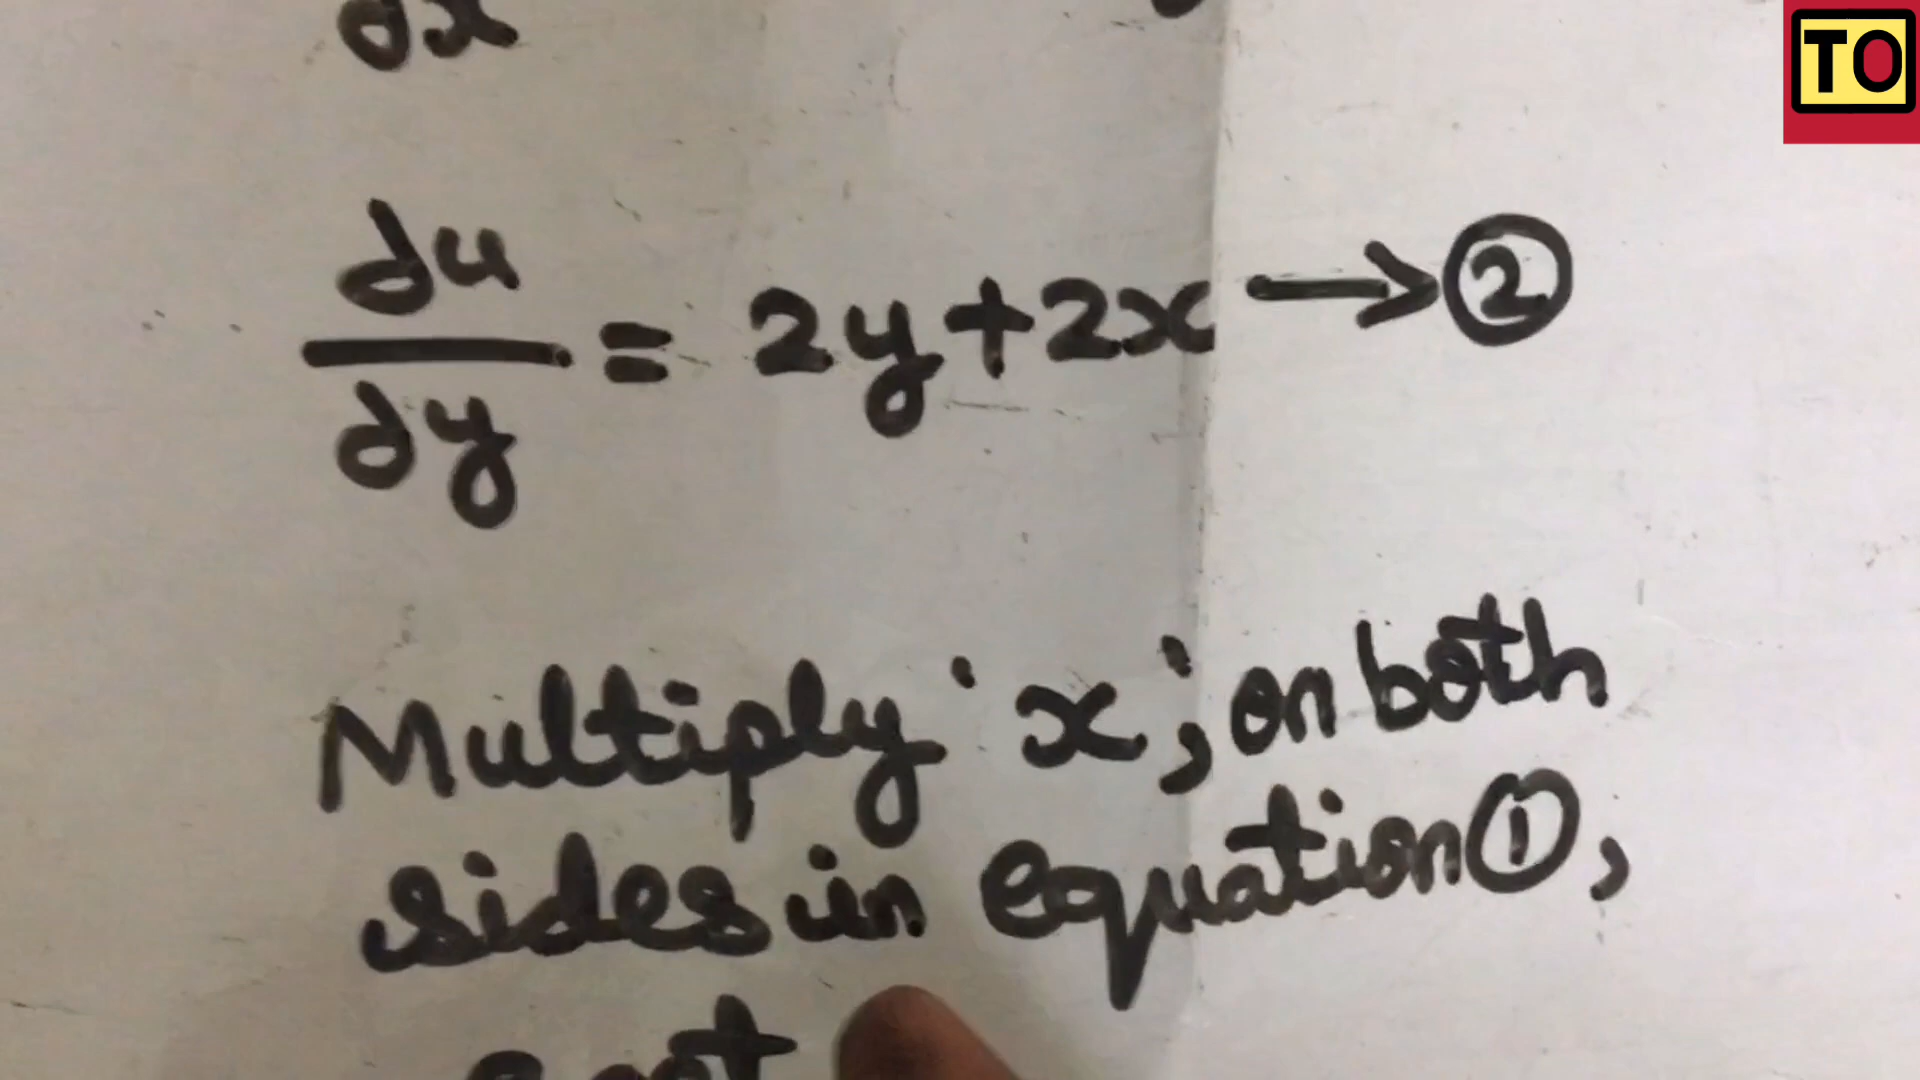 ∂x
TO
∂u/∂y = 2y+2x → ②
Multiply 'x', on both
sides in equation ①,